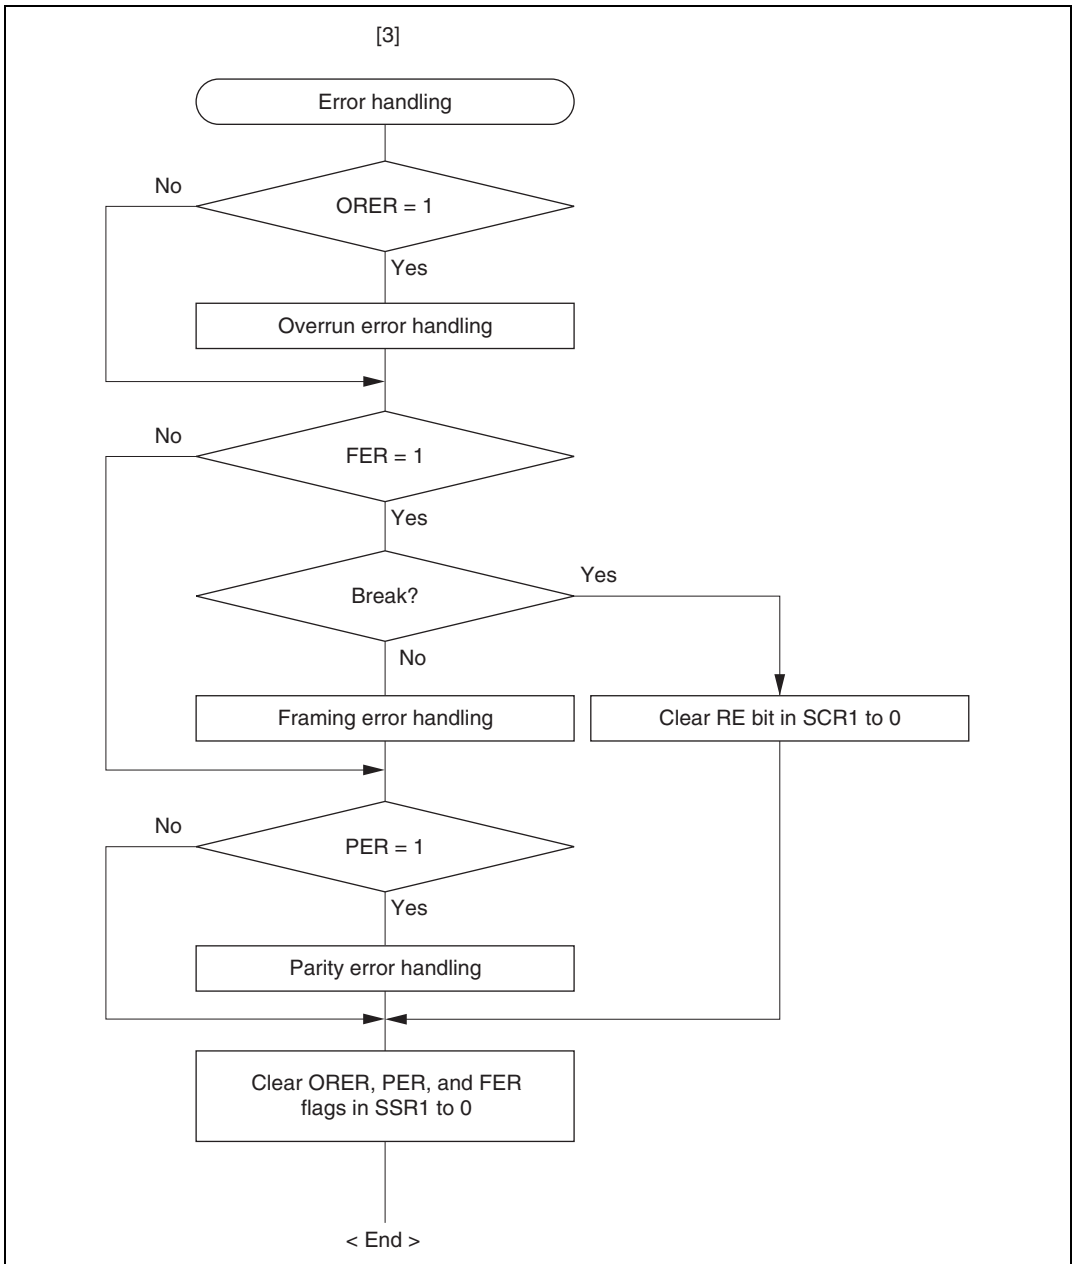 [3]
Error handling
No
ORER = 1
Yes
Overrun error handling
No
FER = 1
Yes
Break?
Yes
No
Framing error handling
Clear RE bit in SCR1 to 0
No
PER = 1
Yes
Parity error handling
Clear ORER, PER, and FER
flags in SSR1 to 0
< End >